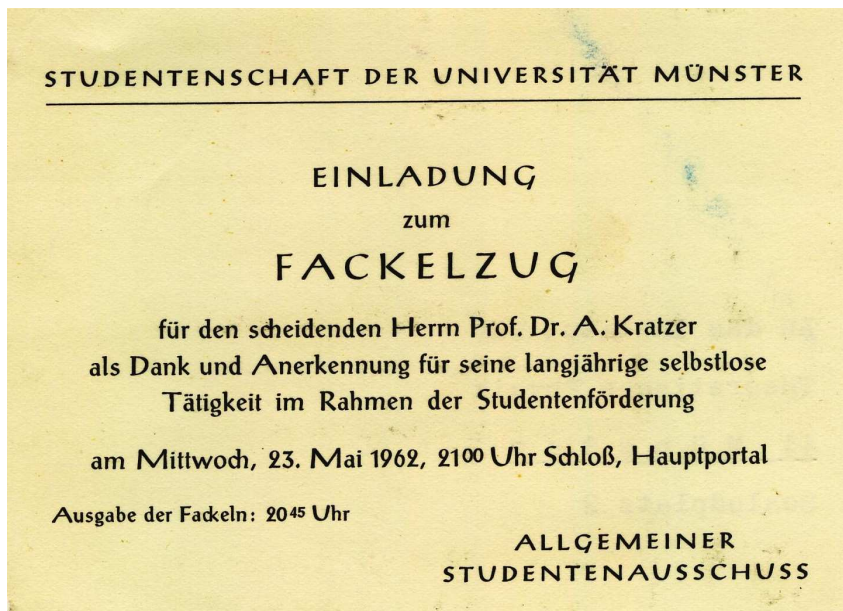 STUDENTENSCHAFT DER UNIVERSITÄT MÜNSTER
EINLADUNG
zum
FACKELZUG
für den scheidenden Herrn Prof. Dr. A. Kratzer
als Dank und Anerkennung für seine langjährige selbstlose
Tätigkeit im Rahmen der Studentenförderung
am Mittwoch, 23. Mai 1962, 21⁰⁰ Uhr Schloß, Hauptportal
Ausgabe der Fackeln: 20⁴⁵ Uhr
ALLGEMEINER
STUDENTENAUSSCHUSS